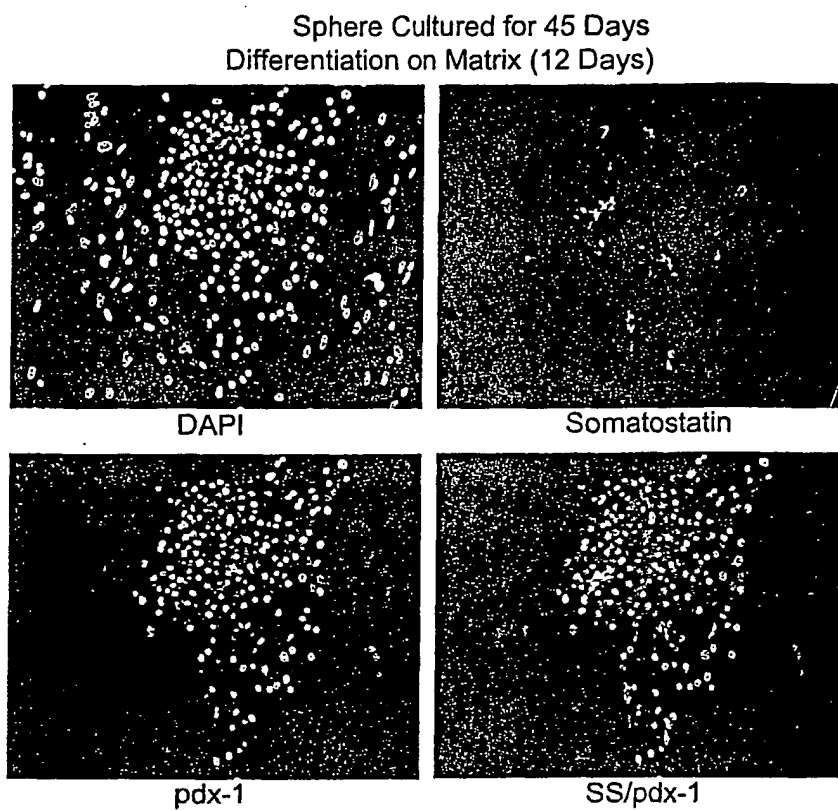 Sphere Cultured for 45 Days
Differentiation on Matrix (12 Days)
DAPI
Somatostatin
pdx-1
SS/pdx-1